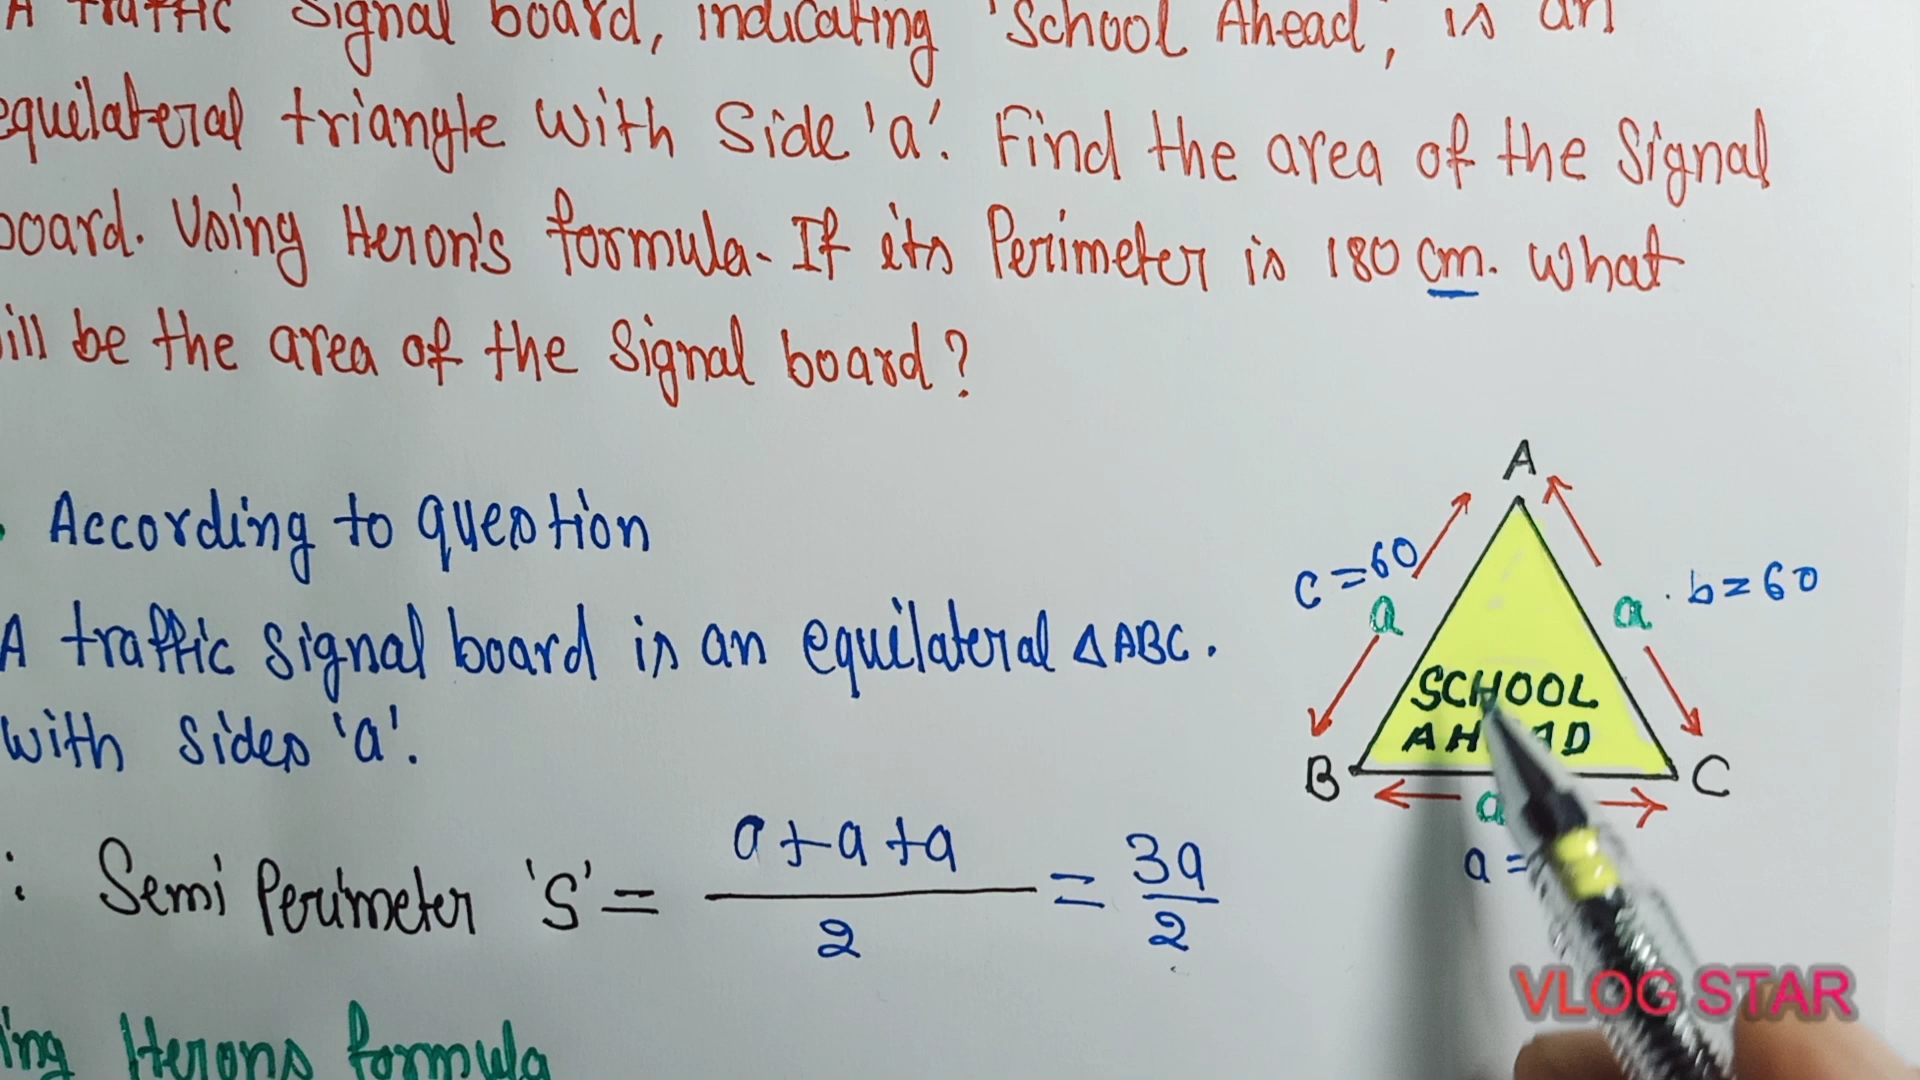 A traffic Signal board, indicating 'School Ahead', is an
equilateral triangle with Side 'a'. Find the area of the Signal
board. Using Heron's formula. If its Perimeter is 180 cm. what
ill be the area of the Signal board?
According to question
A traffic Signal board is an equilateral △ABC.
with sides 'a'.
: Semi Perimeter 'S' = a+a+a / 2 = 3a / 2
ing Herons formula
A
c = 60
a
a
b = 60
SCHOOL
B
C
a
a =
VLOG STAR